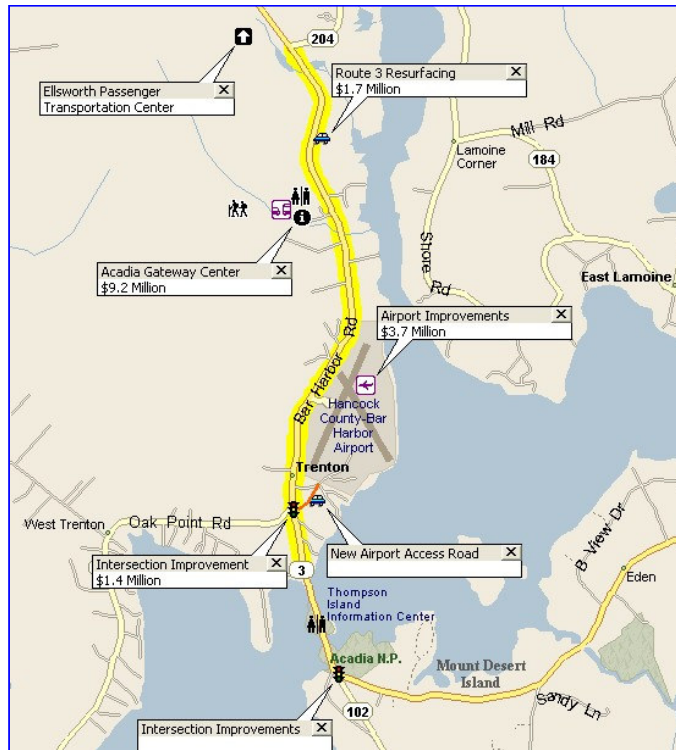 204
Ellsworth Passenger
Transportation Center
Route 3 Resurfacing
$1.7 Million
Mill Rd
Lamoine
Corner
184
Shore
Rd
East Lamoine
Acadia Gateway Center
$9.2 Million
Airport Improvements
$3.7 Million
Bar Harbor Rd
Hancock
County-Bar
Harbor
Airport
Trenton
West Trenton
Oak Point Rd
New Airport Access Road
Intersection Improvement
$1.4 Million
3
B View Dr
Eden
Thompson
Island
Information Center
Acadia N.P.
Mount Desert
Island
Sandy Ln
102
Intersection Improvements